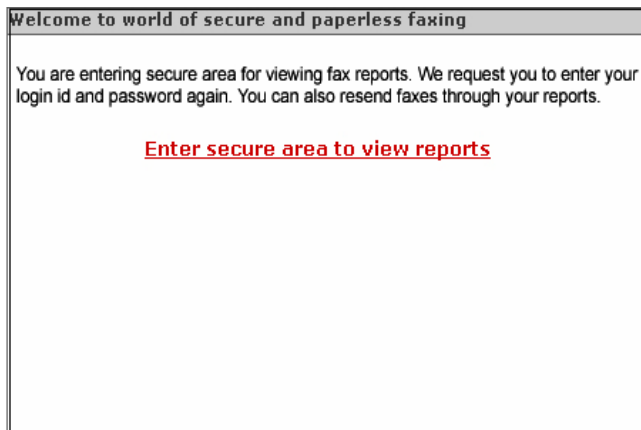 Welcome to world of secure and paperless faxing
You are entering secure area for viewing fax reports. We request you to enter your
login id and password again. You can also resend faxes through your reports.
Enter secure area to view reports